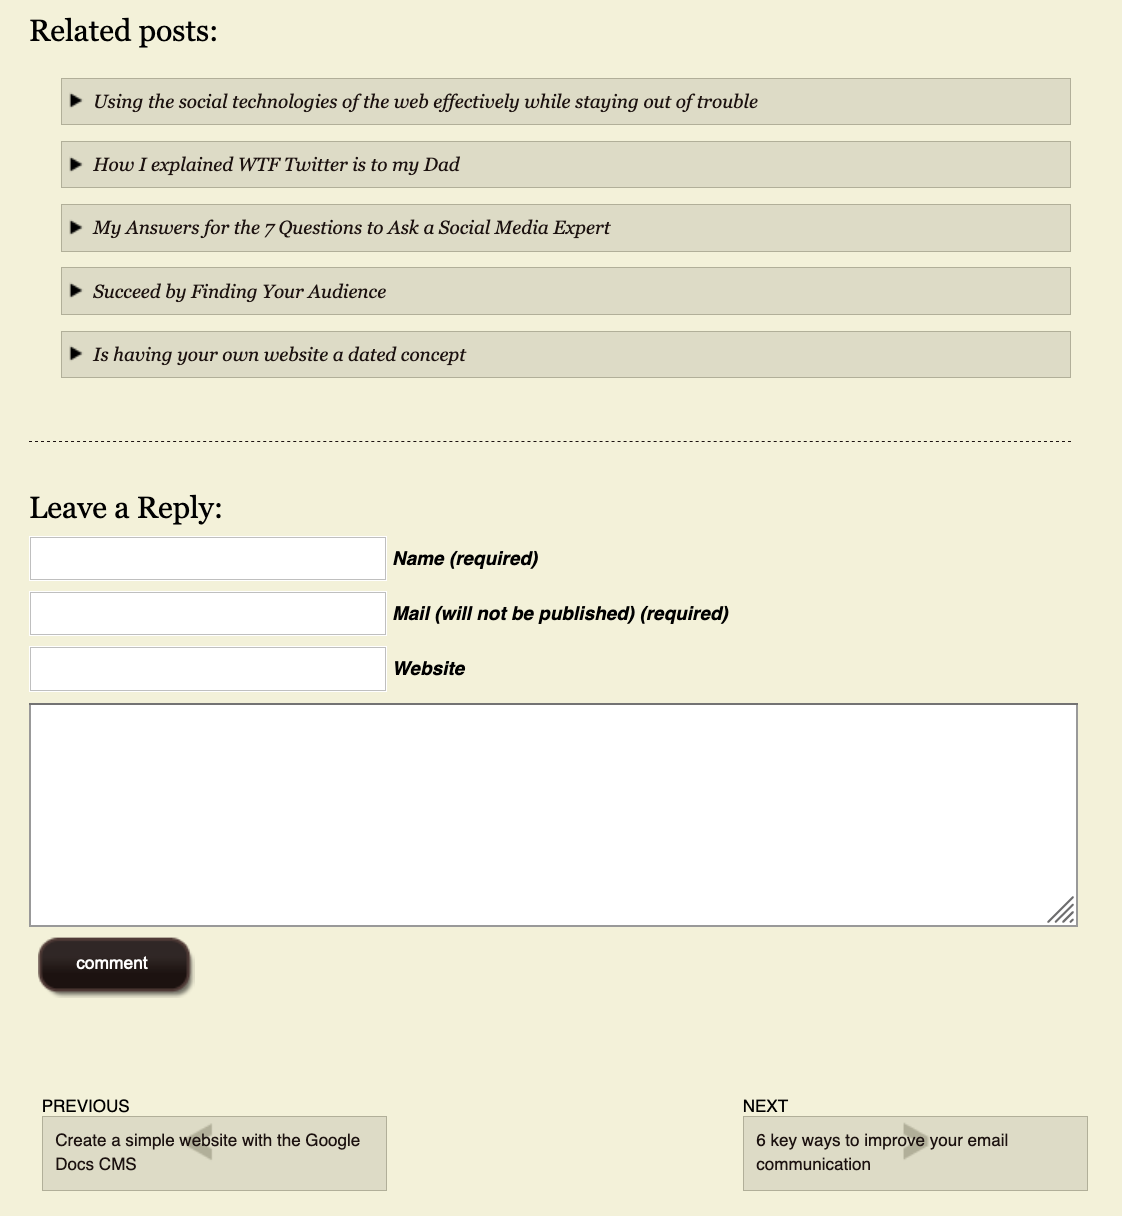 Related posts:
Using the social technologies of the web effectively while staying out of trouble
How I explained WTF Twitter is to my Dad
My Answers for the 7 Questions to Ask a Social Media Expert
Succeed by Finding Your Audience
Is having your own website a dated concept
Leave a Reply:
Name (required)
Mail (will not be published) (required)
Website
comment
PREVIOUS
Create a simple website with the Google
Docs CMS
NEXT
6 key ways to improve your email
communication